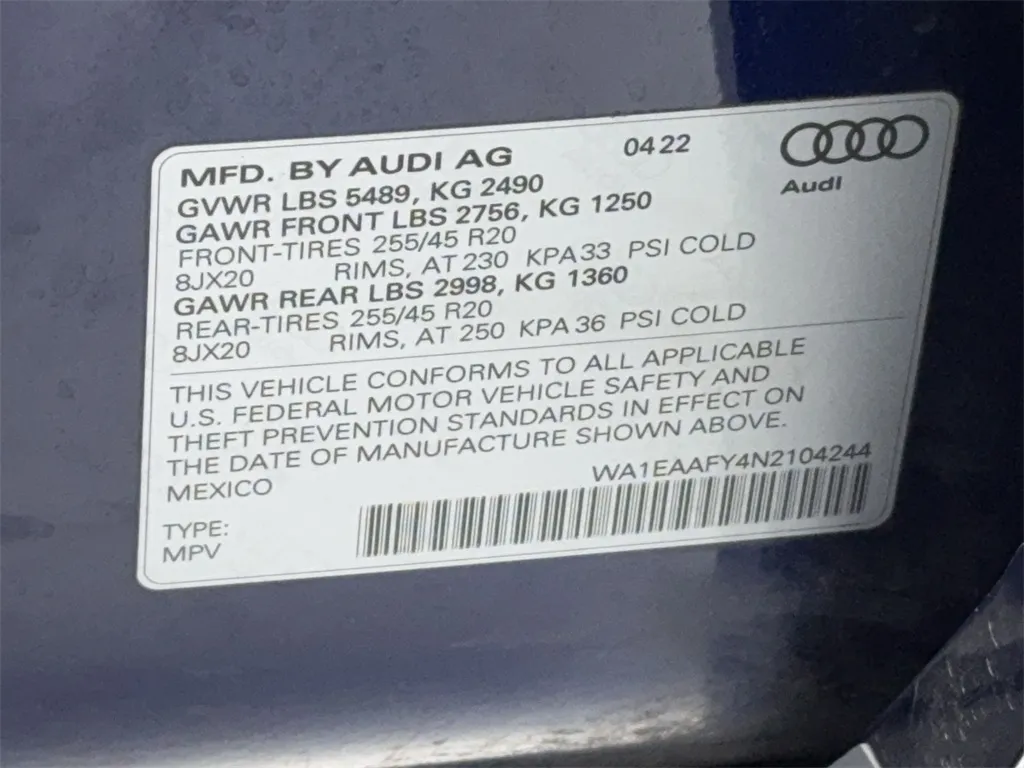 MFD. BY AUDI AG 0422
Audi
GVWR LBS 5489, KG 2490
GAWR FRONT LBS 2756, KG 1250
FRONT-TIRES 255/45 R20
8JX20 RIMS, AT 230 KPA 33 PSI COLD
GAWR REAR LBS 2998, KG 1360
REAR-TIRES 255/45 R20
8JX20 RIMS, AT 250 KPA 36 PSI COLD
THIS VEHICLE CONFORMS TO ALL APPLICABLE
U.S. FEDERAL MOTOR VEHICLE SAFETY AND
THEFT PREVENTION STANDARDS IN EFFECT ON
THE DATE OF MANUFACTURE SHOWN ABOVE.
MEXICO WA1EAAFY4N2104244
TYPE:
MPV